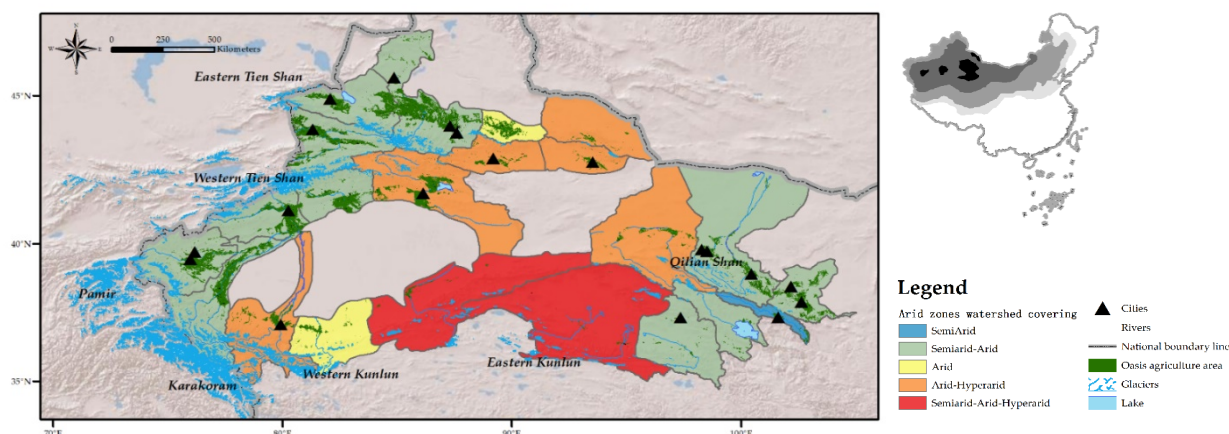 W
E
S
0 250 500
Kilometers
Eastern Tien Shan
45°N
Western Tien Shan
40°N
Qilian Shan
Pamir
Eastern Kunlun
Western Kunlun
Karakoram
35°N
80°E
90°E
100°E
Legend
Arid zones watershed covering
SemiArid
Semiarid-Arid
Arid
Arid-Hyperarid
Semiarid-Arid-Hyperarid
Cities
Rivers
National boundary line
Oasis agriculture area
Glaciers
Lake